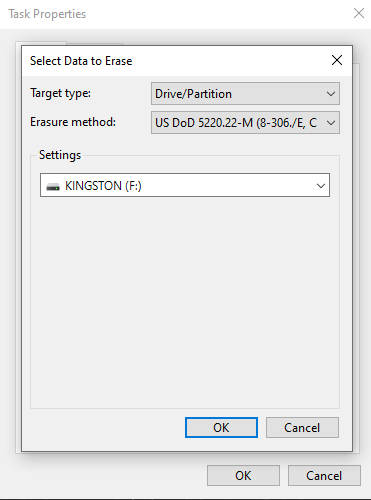 Task Properties
Select Data to Erase
Target type:
Drive/Partition
Erasure method:
US DoD 5220.22-M (8-306./E, C
Settings
KINGSTON (F:)
OK
Cancel
OK
Cancel